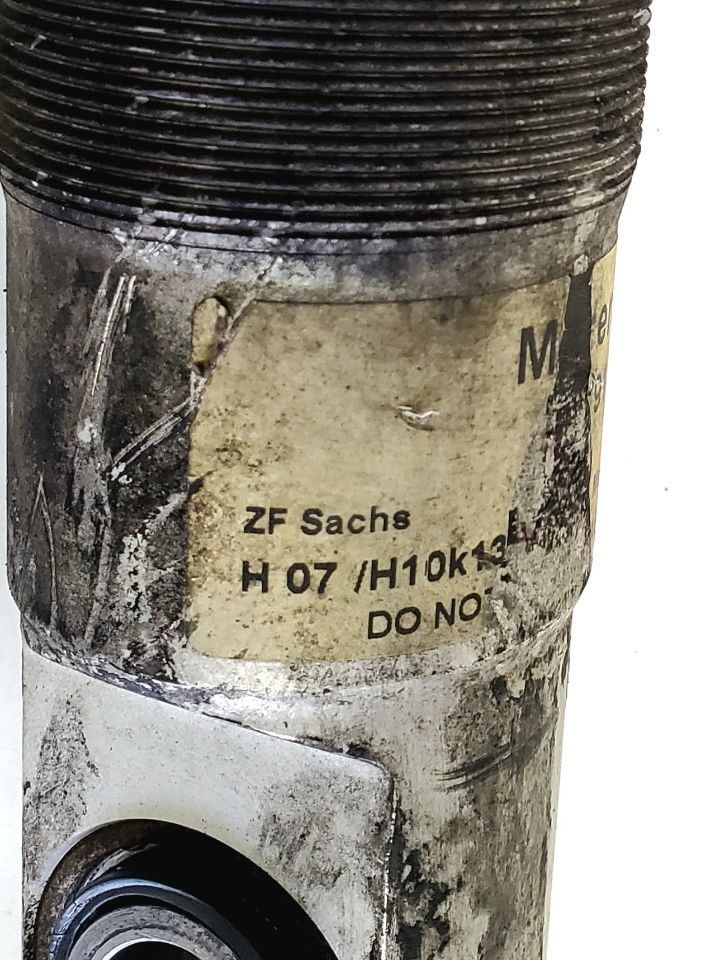 ZF Sachs
H 07 /H10k13
DO NOT